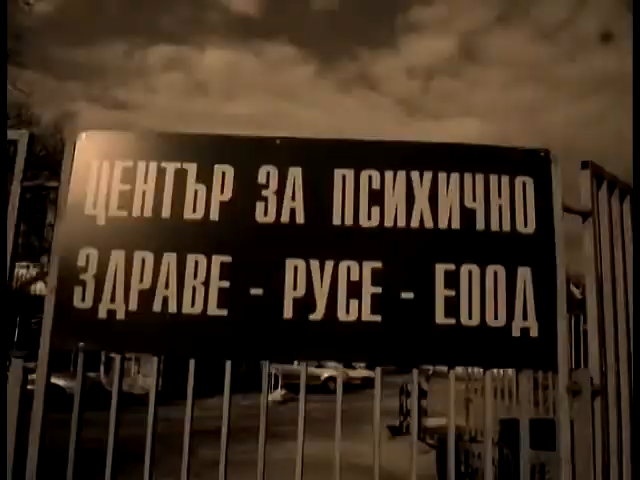 ЦЕНТЪР ЗА ПСИХИЧНО
ЗДРАВЕ - РУСЕ - ЕООД